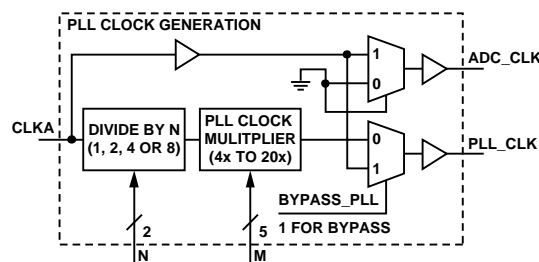 PLL CLOCK GENERATION
1
0
ADC_CLK
CLKA
DIVIDE BY N
(1, 2, 4 OR 8)
PLL CLOCK
MULITPLIER
(4x TO 20x)
0
1
PLL_CLK
BYPASS_PLL
1 FOR BYPASS
2
5
N
M